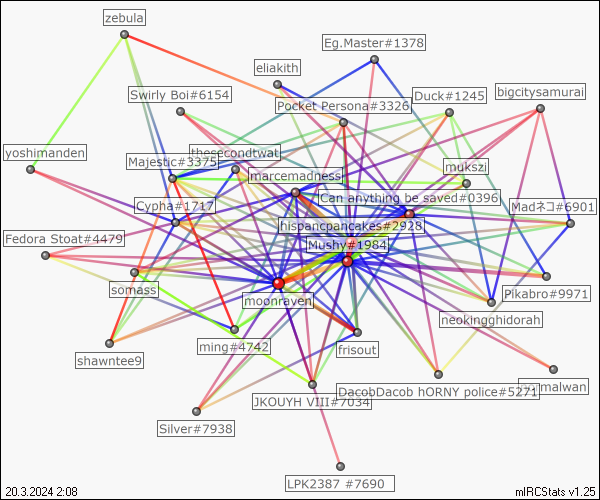 zebula
Eg.Master#1378
eliakith
Swirly Boi#6154
Pocket Persona#3326
Duck#1245
bigcitysamurai
yoshimanden
Majestic#3375
thesecondtwat
mukszi
marcemadness
Can anything be saved#0396
Cypha#1717
Madネコ#6901
hispancpancakes#2928
Fedora Stoat#4479
Mushy#1984
somass
moonraven
Pikabro#9971
neokingghidorah
ming#4742
frisout
shawntee9
DacobDacob hORNY police#5271
JKOUYH VIII#7034
Silver#7938
LPK2387 #7690
20.3.2024 2:08
mIRCStats v1.25